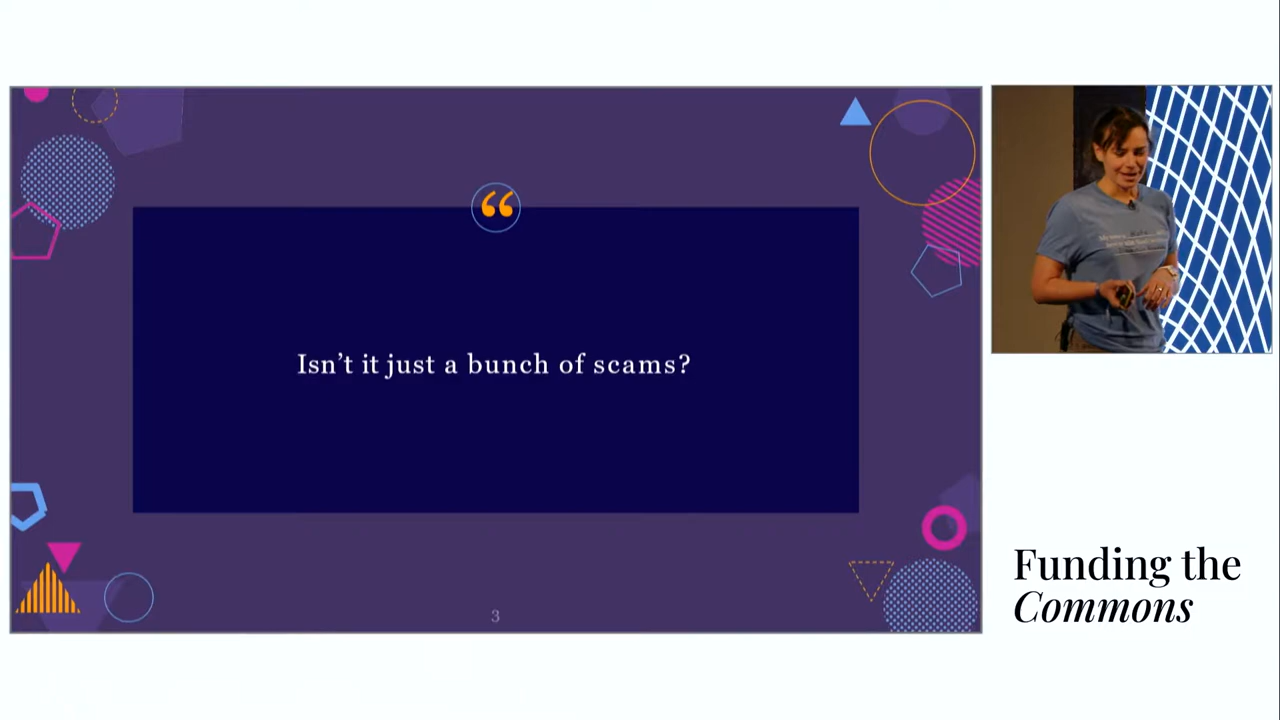 “
Isn’t it just a bunch of scams?
3
Funding the
Commons